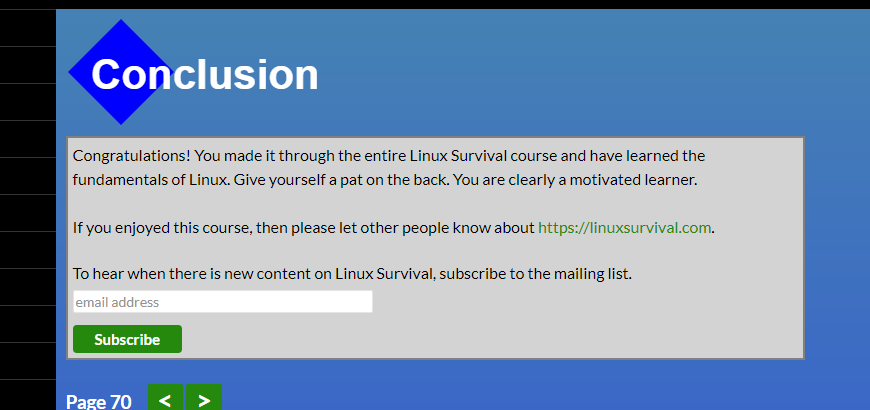 Conclusion
Congratulations! You made it through the entire Linux Survival course and have learned the
fundamentals of Linux. Give yourself a pat on the back. You are clearly a motivated learner.
If you enjoyed this course, then please let other people know about https://linuxsurvival.com.
To hear when there is new content on Linux Survival, subscribe to the mailing list.
email address
Subscribe
Page 70 < >